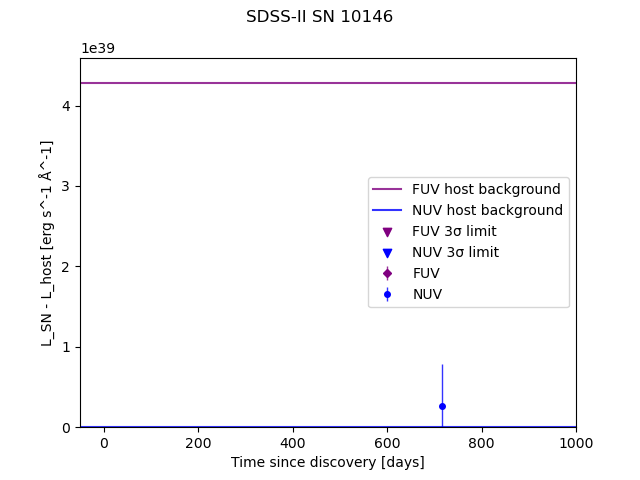 SDSS-II SN 10146
1e39
L_SN - L_host [erg s^-1 Å^-1]
4
3
2
1
0
FUV host background
NUV host background
FUV 3σ limit
NUV 3σ limit
FUV
NUV
0 200 400 600 800 1000
Time since discovery [days]